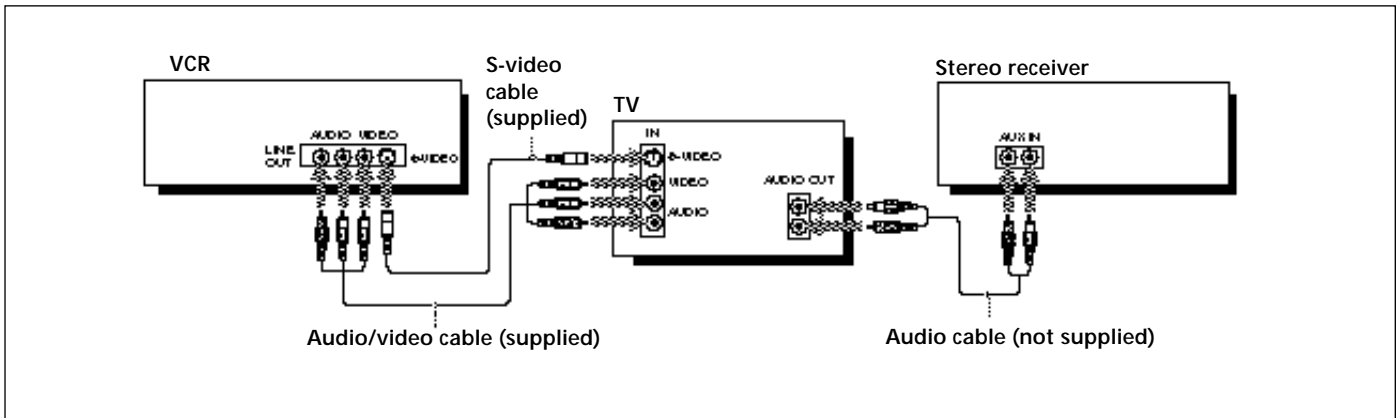 VCR
S-video
cable
(supplied)
TV
Stereo receiver
AUDIO VIDEO
LINE
OUT
S-VIDEO
IN
S-VIDEO
VIDEO
AUDIO
AUDIO OUT
AUX IN
Audio/video cable (supplied)
Audio cable (not supplied)